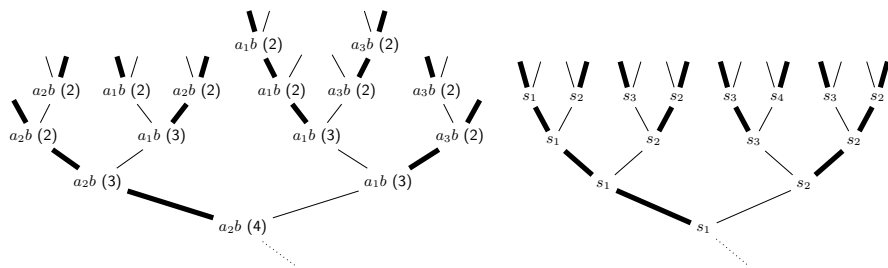 a₁b (2) a₃b (2)
a₂b (2) a₁b (2) a₂b (2) a₁b (2) a₃b (2) a₃b (2)
a₂b (2) a₁b (3) a₁b (3) a₃b (2)
a₂b (3) a₁b (3)
a₂b (4)
s₁ s₂ s₃ s₂ s₃ s₄ s₃ s₂
s₁ s₂ s₃ s₂
s₁ s₂
s₁